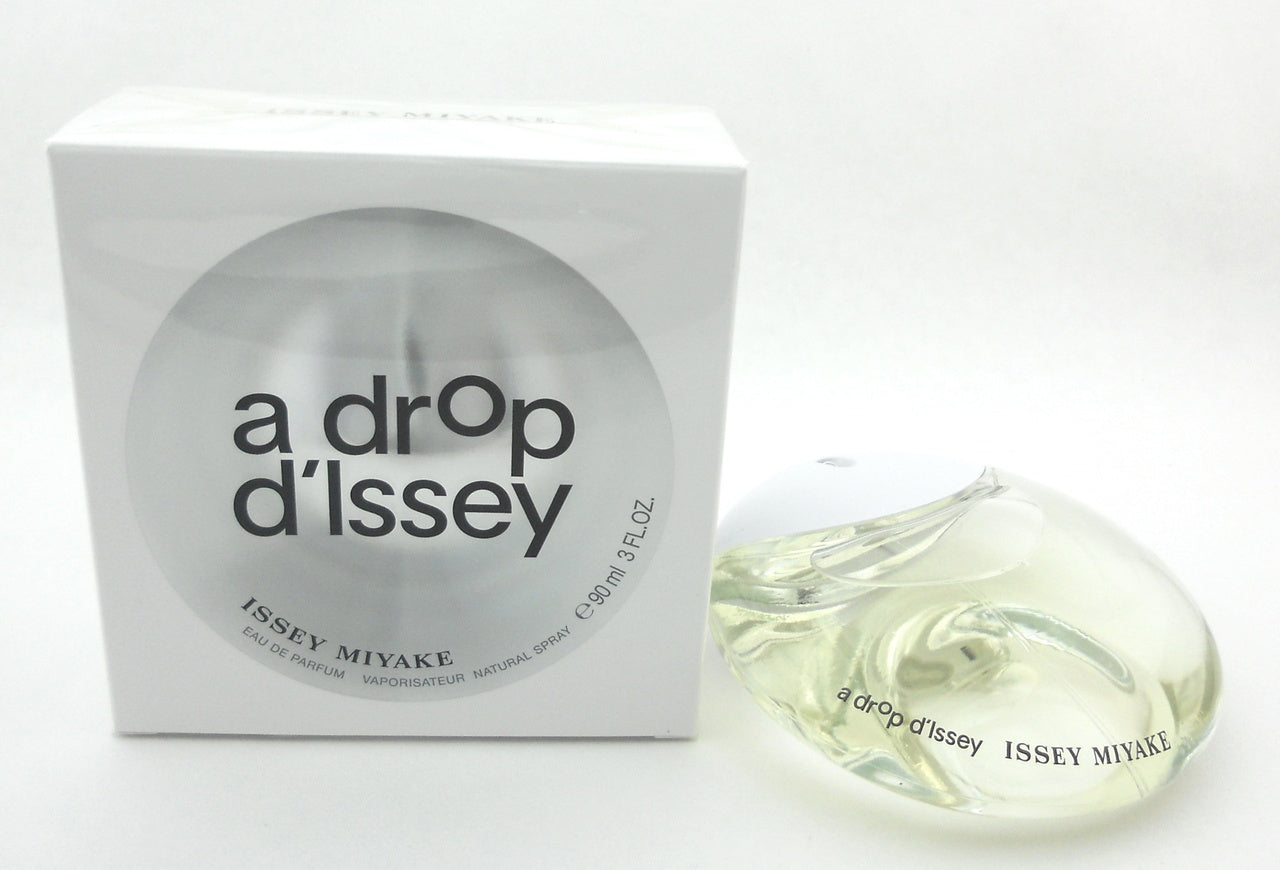 ISSEY MIYAKE
a drop
d'Issey
ISSEY MIYAKE
EAU DE PARFUM VAPORISATEUR NATURAL SPRAY ℮ 90 ml 3 FL.OZ.
a drop d'Issey ISSEY MIYAKE